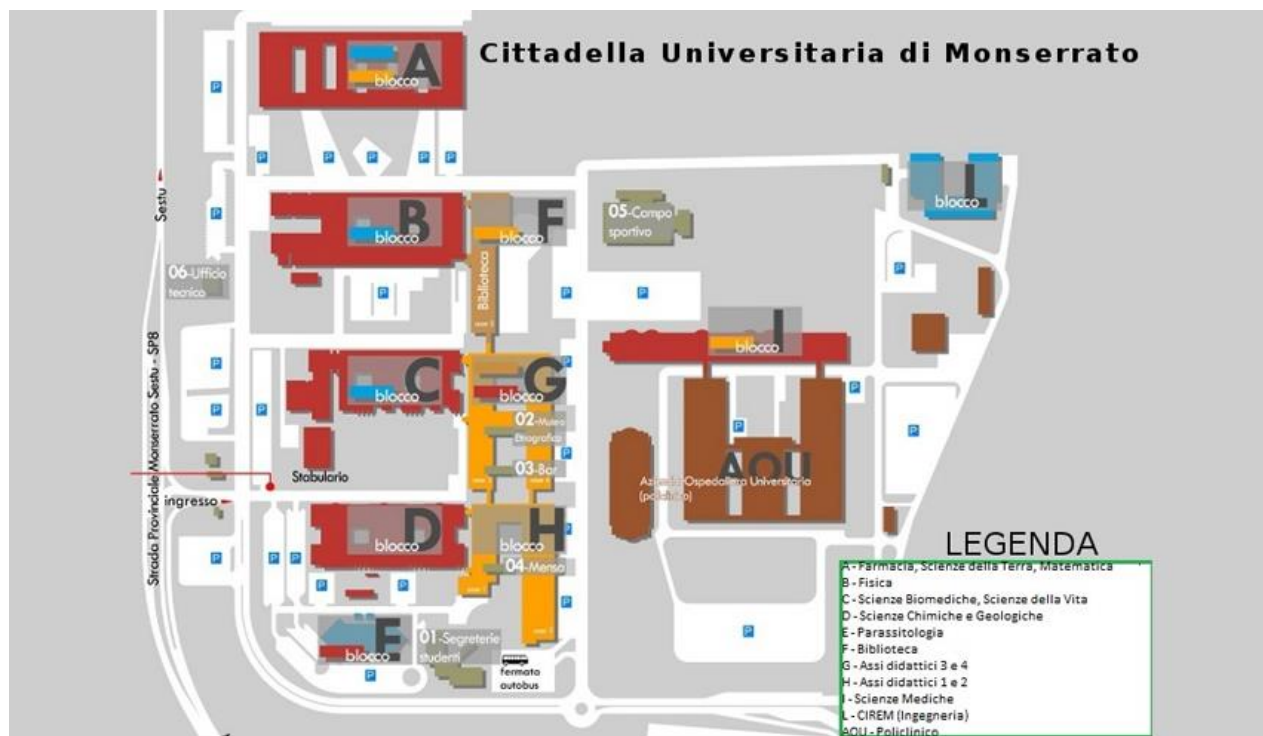 Cittadella Universitaria di Monserrato
A
blocco
P
P
P
P
P
P
Sestu
B
blocco
F
blocco
05-Campo
sportivo
L
blocco
P
06-Ufficio
tecnico
Biblioteca
P
P
P
P
I
blocco
Strada Provinciale Monserrato Sestu - SP8
P
P
C
blocco
G
blocco
P
P
P
P
02-Museo
Etnografico
P
P
03-Bar
P
Stabulario
AOU
Azienda Ospedaliera Universitaria
(policlinico)
ingresso
D
blocco
H
blocco
P
P
P
P
04-Mensa
P
P
P
E
blocco
01-Segreterie
studenti
P
P
fermata
autobus
LEGENDA
A - Farmacia, Scienze della Terra, Matematica
B - Fisica
C - Scienze Biomediche, Scienze della Vita
D - Scienze Chimiche e Geologiche
E - Parassitologia
F - Biblioteca
G - Assi didattici 3 e 4
H - Assi didattici 1 e 2
I - Scienze Mediche
L - CIREM (Ingegneria)
AOU - Policlinico